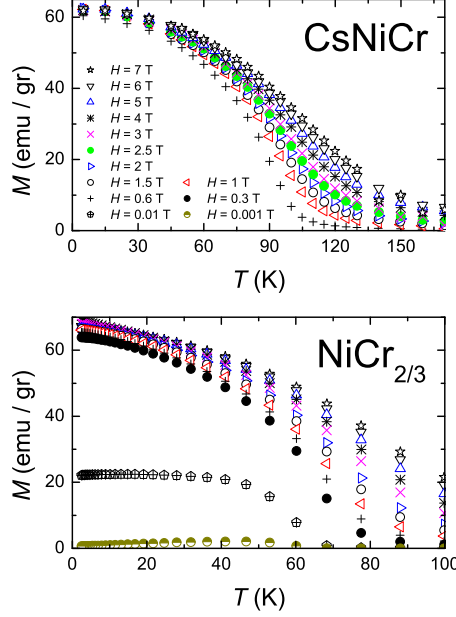 60
40
20
0
M (emu / gr)
CsNiCr
H = 7 T
H = 6 T
H = 5 T
H = 4 T
H = 3 T
H = 2.5 T
H = 2 T
H = 1.5 T H = 1 T
H = 0.6 T H = 0.3 T
H = 0.01 T H = 0.001 T
0 30 60 90 120 150
T (K)
60
40
20
0
M (emu / gr)
NiCr2/3
0 20 40 60 80 100
T (K)